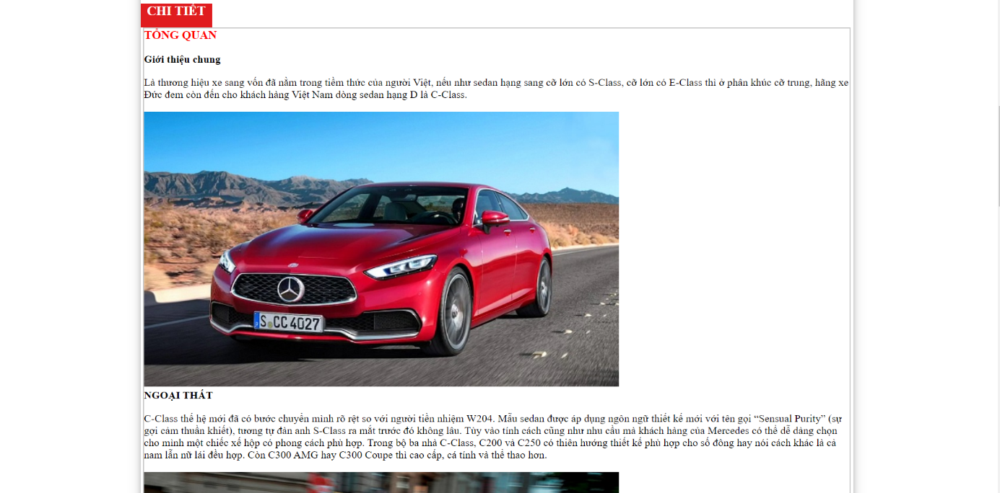 CHI TIẾT
TỔNG QUAN
Giới thiệu chung
Là thương hiệu xe sang vốn đã nằm trong tiềm thức của người Việt, nếu như sedan hạng sang cỡ lớn có S-Class, cỡ lớn có E-Class thì ở phân khúc cỡ trung, hãng xe
Đức đem còn đến cho khách hàng Việt Nam dòng sedan hạng D là C-Class.
S CC 4027
NGOẠI THẤT
C-Class thế hệ mới đã có bước chuyển mình rõ rệt so với người tiền nhiệm W204. Mẫu sedan được áp dụng ngôn ngữ thiết kế mới với tên gọi “Sensual Purity” (sự
gợi cảm thuần khiết), tương tự đàn anh S-Class ra mắt trước đó không lâu. Tùy vào tính cách cũng như nhu cầu mà khách hàng của Mercedes có thể dễ dàng chọn
cho mình một chiếc xế hộp có phong cách phù hợp. Trong bộ ba nhà C-Class, C200 và C250 có thiên hướng thiết kế phù hợp cho số đông hay nói cách khác là cả
nam lẫn nữ lái đều hợp. Còn C300 AMG hay C300 Coupe thì cao cấp, cá tính và thể thao hơn.